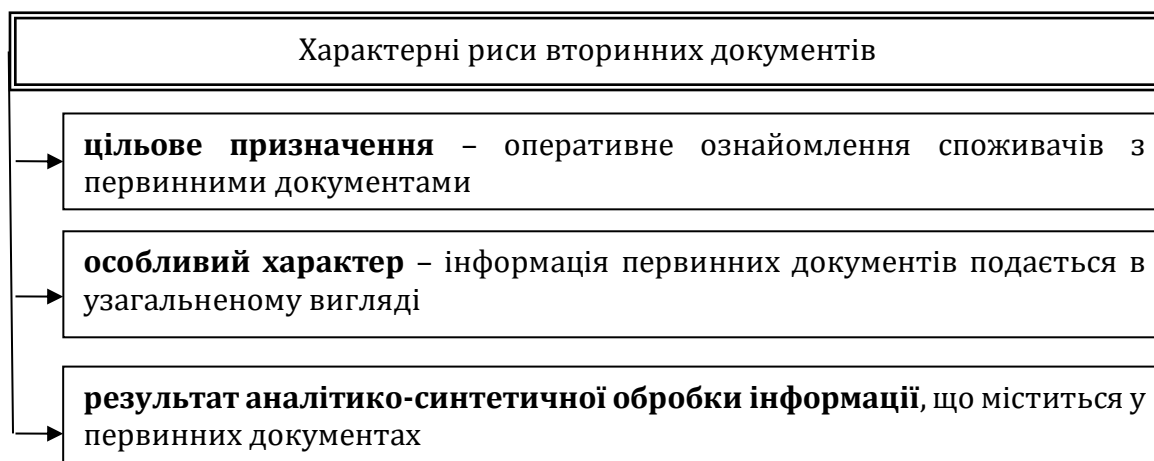 Характерні риси вторинних документів
цільове призначення – оперативне ознайомлення споживачів з
первинними документами
особливий характер – інформація первинних документів подається в
узагальненому вигляді
результат аналітико-синтетичної обробки інформації, що міститься у
первинних документах